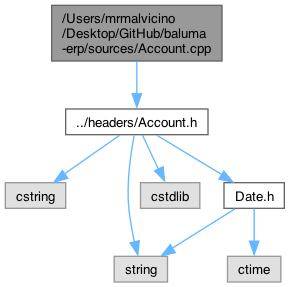 /Users/mrmalvicino
/Desktop/GitHub/baluma
-erp/sources/Account.cpp
../headers/Account.h
cstring
cstdlib
Date.h
string
ctime